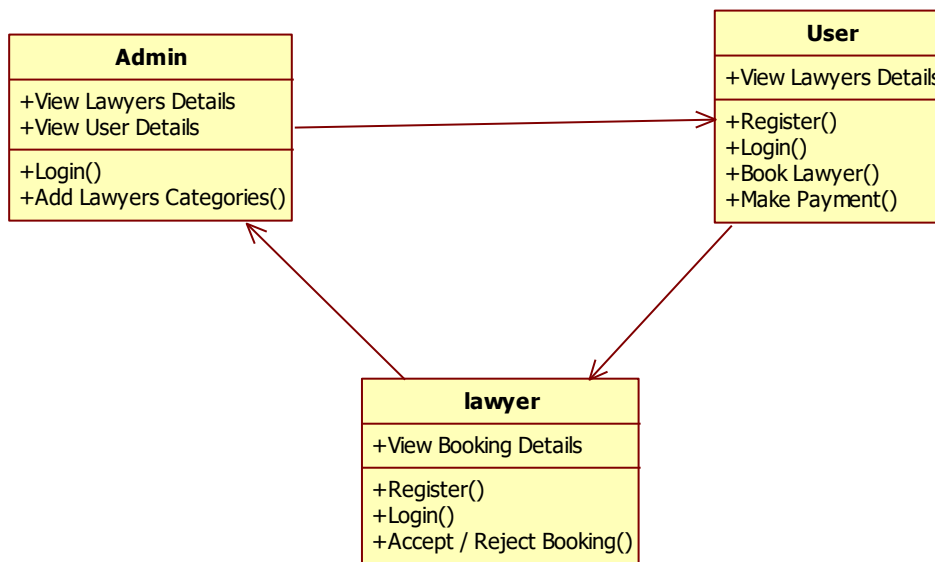 Admin
+View Lawyers Details
+View User Details
+Login()
+Add Lawyers Categories()
User
+View Lawyers Details
+Register()
+Login()
+Book Lawyer()
+Make Payment()
lawyer
+View Booking Details
+Register()
+Login()
+Accept / Reject Booking()